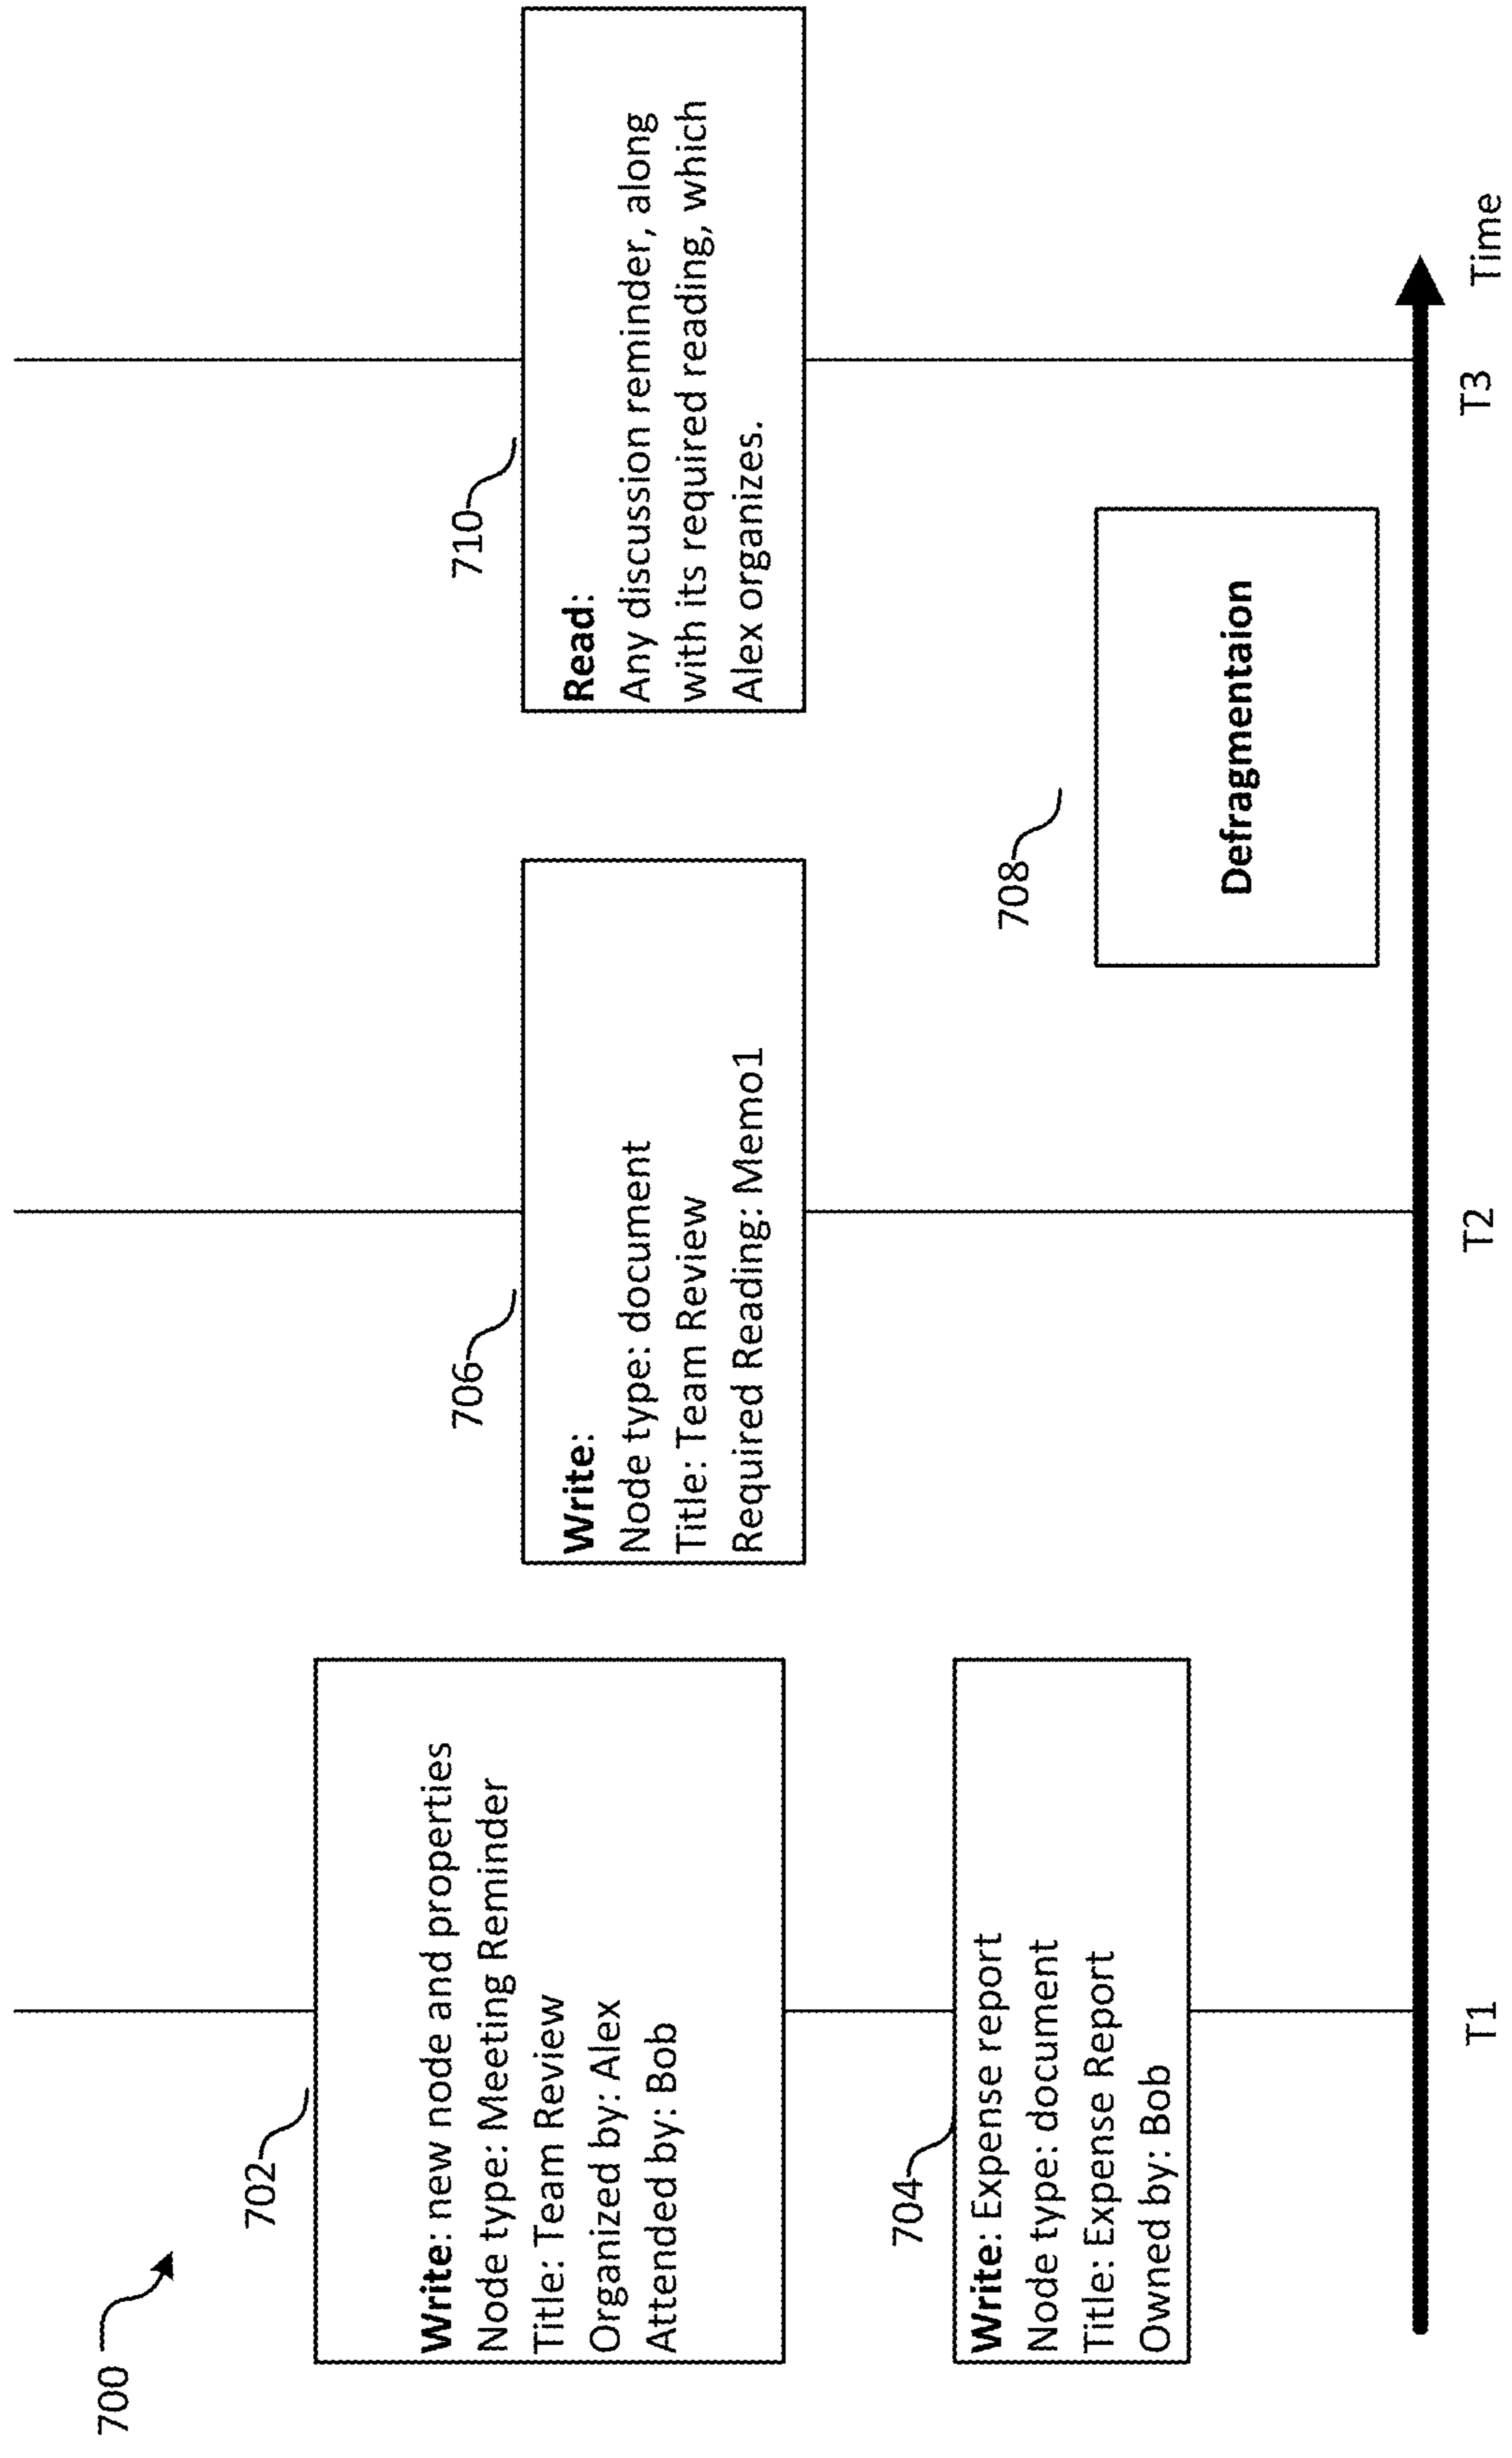 700
702
Write: new node and properties
Node type: Meeting Reminder
Title: Team Review
Organized by: Alex
Attended by: Bob
704
Write: Expense report
Node type: document
Title: Expense Report
Owned by: Bob
706
Write:
Node type: document
Title: Team Review
Required Reading: Memo1
708
Defragmentaion
710
Read:
Any discussion reminder, along
with its required reading, which
Alex organizes.
T1
T2
T3
Time